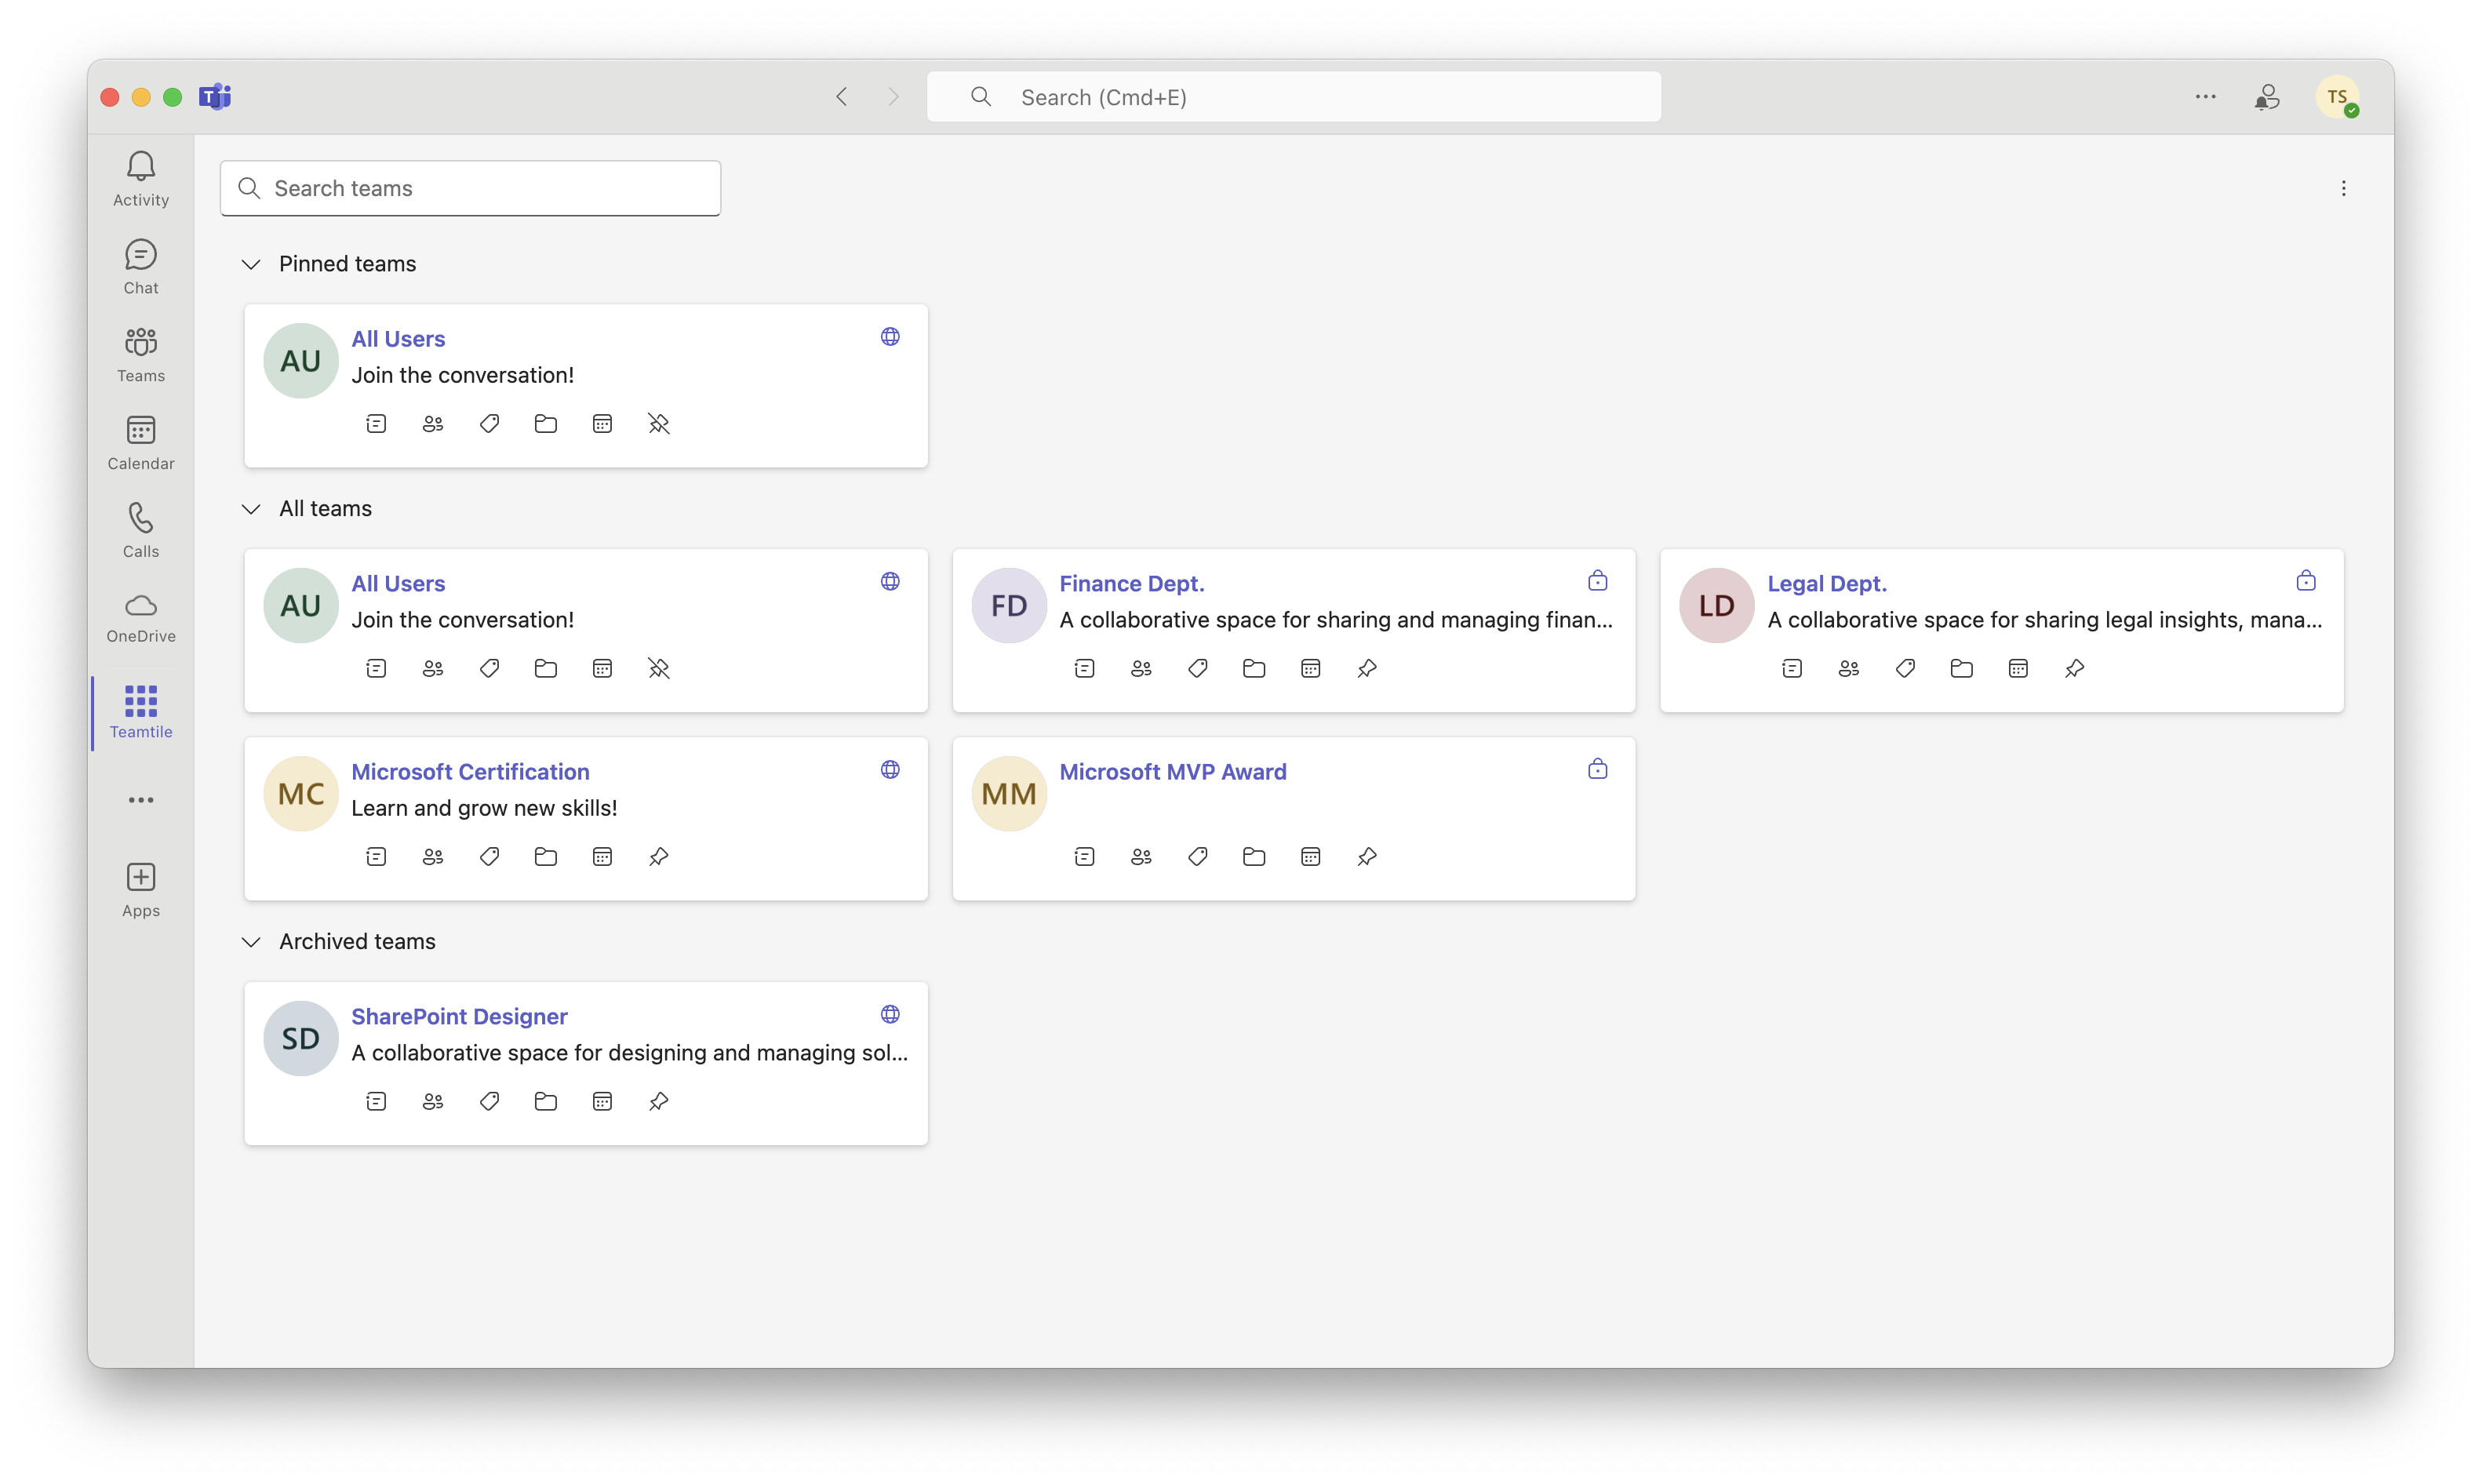 T
Search (Cmd+E)
TS
Activity
Chat
Teams
Calendar
Calls
OneDrive
Teamtile
Apps
Search teams
Pinned teams
AU
All Users
Join the conversation!
All teams
AU
All Users
Join the conversation!
FD
Finance Dept.
A collaborative space for sharing and managing finan...
LD
Legal Dept.
A collaborative space for sharing legal insights, mana...
MC
Microsoft Certification
Learn and grow new skills!
MM
Microsoft MVP Award
Archived teams
SD
SharePoint Designer
A collaborative space for designing and managing sol...